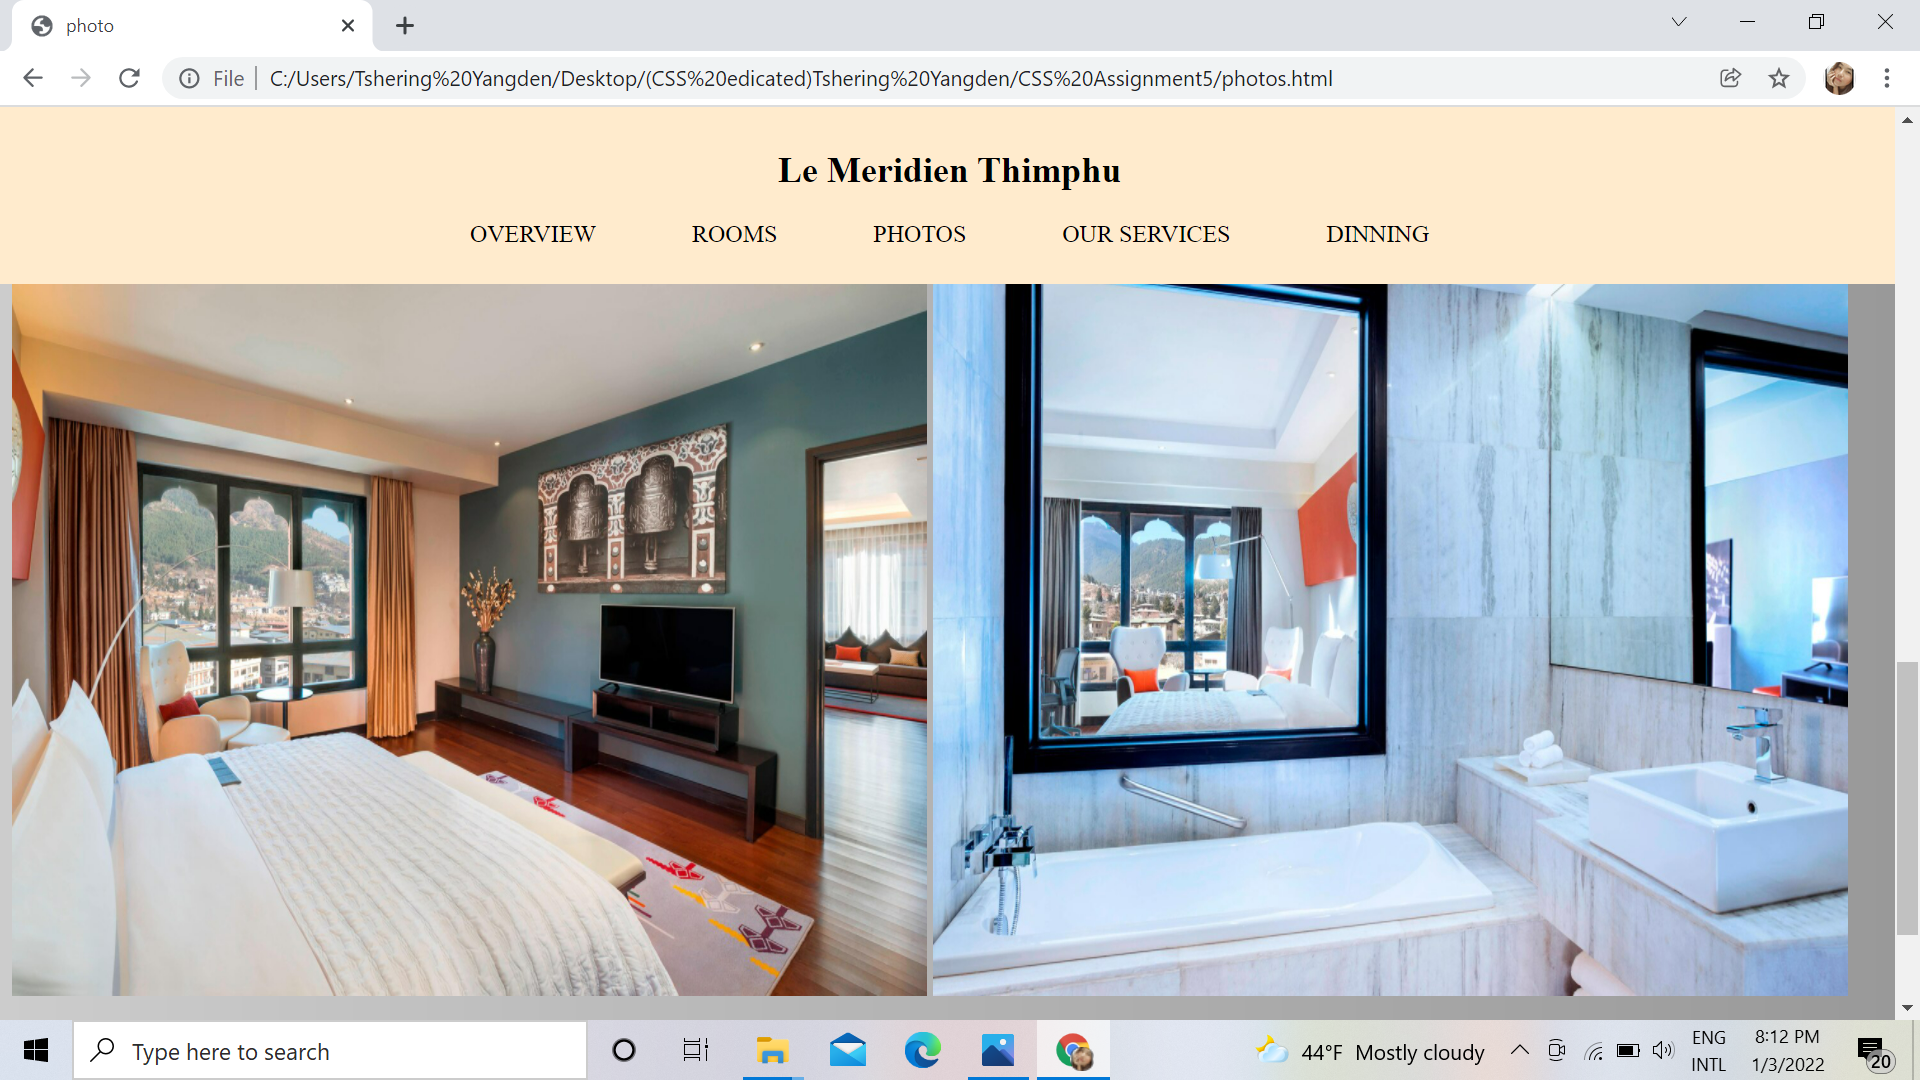 photo
File
C:/Users/Tshering%20Yangden/Desktop/(CSS%20edicated)Tshering%20Yangden/CSS%20Assignment5/photos.html
Le Meridien Thimphu
OVERVIEW ROOMS PHOTOS OUR SERVICES DINNING
Type here to search
44°F Mostly cloudy
ENG
INTL
8:12 PM
1/3/2022
20